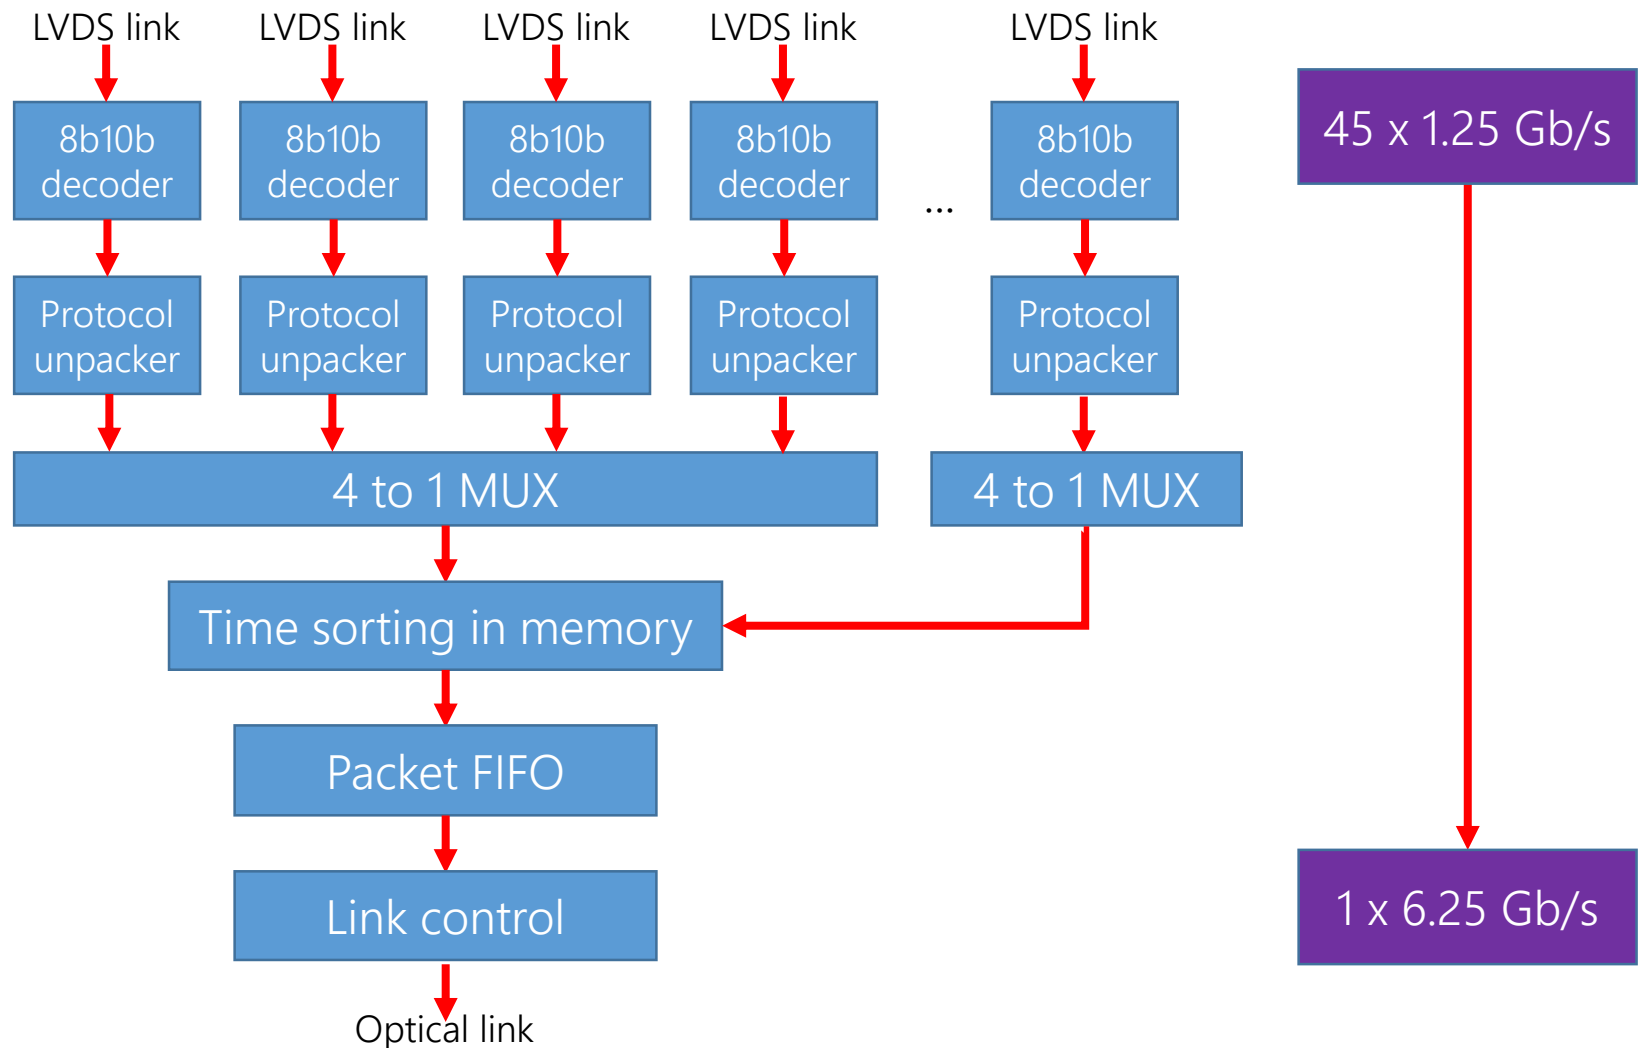 LVDS link
LVDS link
LVDS link
LVDS link
LVDS link
8b10b
decoder
8b10b
decoder
8b10b
decoder
8b10b
decoder
...
8b10b
decoder
45 x 1.25 Gb/s
Protocol
unpacker
Protocol
unpacker
Protocol
unpacker
Protocol
unpacker
Protocol
unpacker
4 to 1 MUX
4 to 1 MUX
Time sorting in memory
Packet FIFO
Link control
1 x 6.25 Gb/s
Optical link